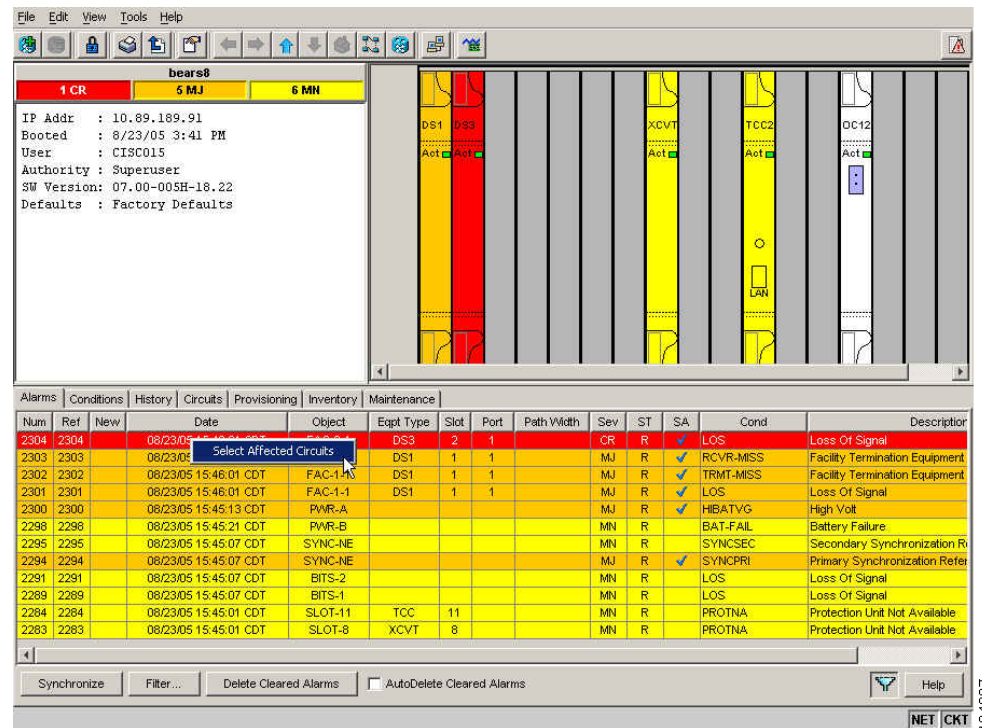 File Edit View Tools Help
bears8
1 CR 5 MJ 6 MN
IP Addr : 10.89.189.91
Booted : 8/23/05 3:41 PM
User : CISC015
Authority : Superuser
SW Version: 07.00-005H-18.22
Defaults : Factory Defaults
DS1 DS3 XCVT TCC2 OC12
Act Act Act Act Act
LAN
Alarms Conditions History Circuits Provisioning Inventory Maintenance
Num Ref New Date Object Eqpt Type Slot Port Path Width Sev ST SA Cond Description
2304 2304 08/23/05 DS3 2 1 CR R LOS Loss Of Signal
Select Affected Circuits
2303 2303 08/23/05 DS1 1 1 MJ R RCVR-MISS Facility Termination Equipment
2302 2302 08/23/05 15:46:01 CDT FAC-1-1 DS1 1 1 MJ R TRMT-MISS Facility Termination Equipment
2301 2301 08/23/05 15:46:01 CDT FAC-1-1 DS1 1 1 MJ R LOS Loss Of Signal
2300 2300 08/23/05 15:45:13 CDT PWR-A MJ R HIBATVG High Volt
2298 2298 08/23/05 15:45:21 CDT PWR-B MN R BAT-FAIL Battery Failure
2295 2295 08/23/05 15:45:07 CDT SYNC-NE MN R SYNCSEC Secondary Synchronization R
2294 2294 08/23/05 15:45:07 CDT SYNC-NE MJ R SYNCPRI Primary Synchronization Refer
2291 2291 08/23/05 15:45:07 CDT BITS-2 MN R LOS Loss Of Signal
2289 2289 08/23/05 15:45:07 CDT BITS-1 MN R LOS Loss Of Signal
2284 2284 08/23/05 15:45:01 CDT SLOT-11 TCC 11 MN R PROTNA Protection Unit Not Available
2283 2283 08/23/05 15:45:01 CDT SLOT-8 XCVT 8 MN R PROTNA Protection Unit Not Available
Synchronize Filter... Delete Cleared Alarms AutoDelete Cleared Alarms Help
NET CKT